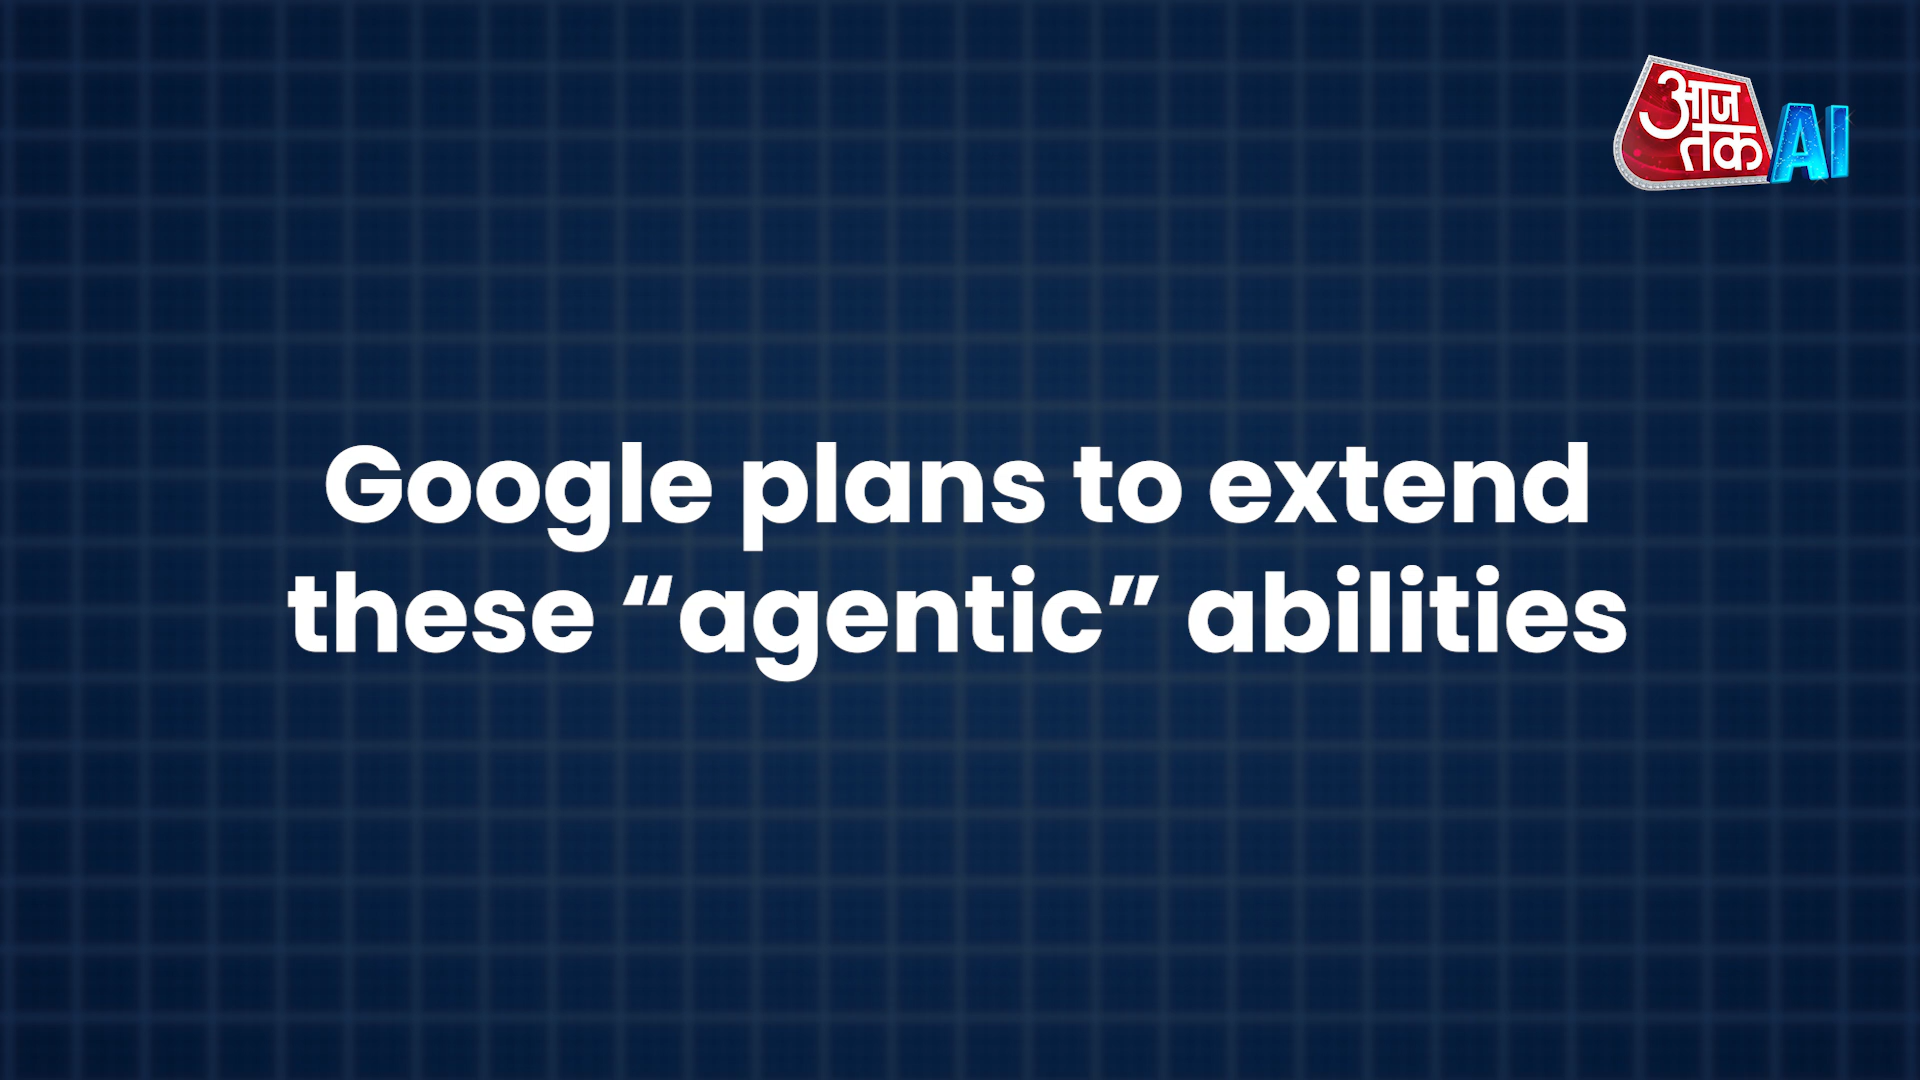 आज
तक AI
Google plans to extend
these “agentic” abilities